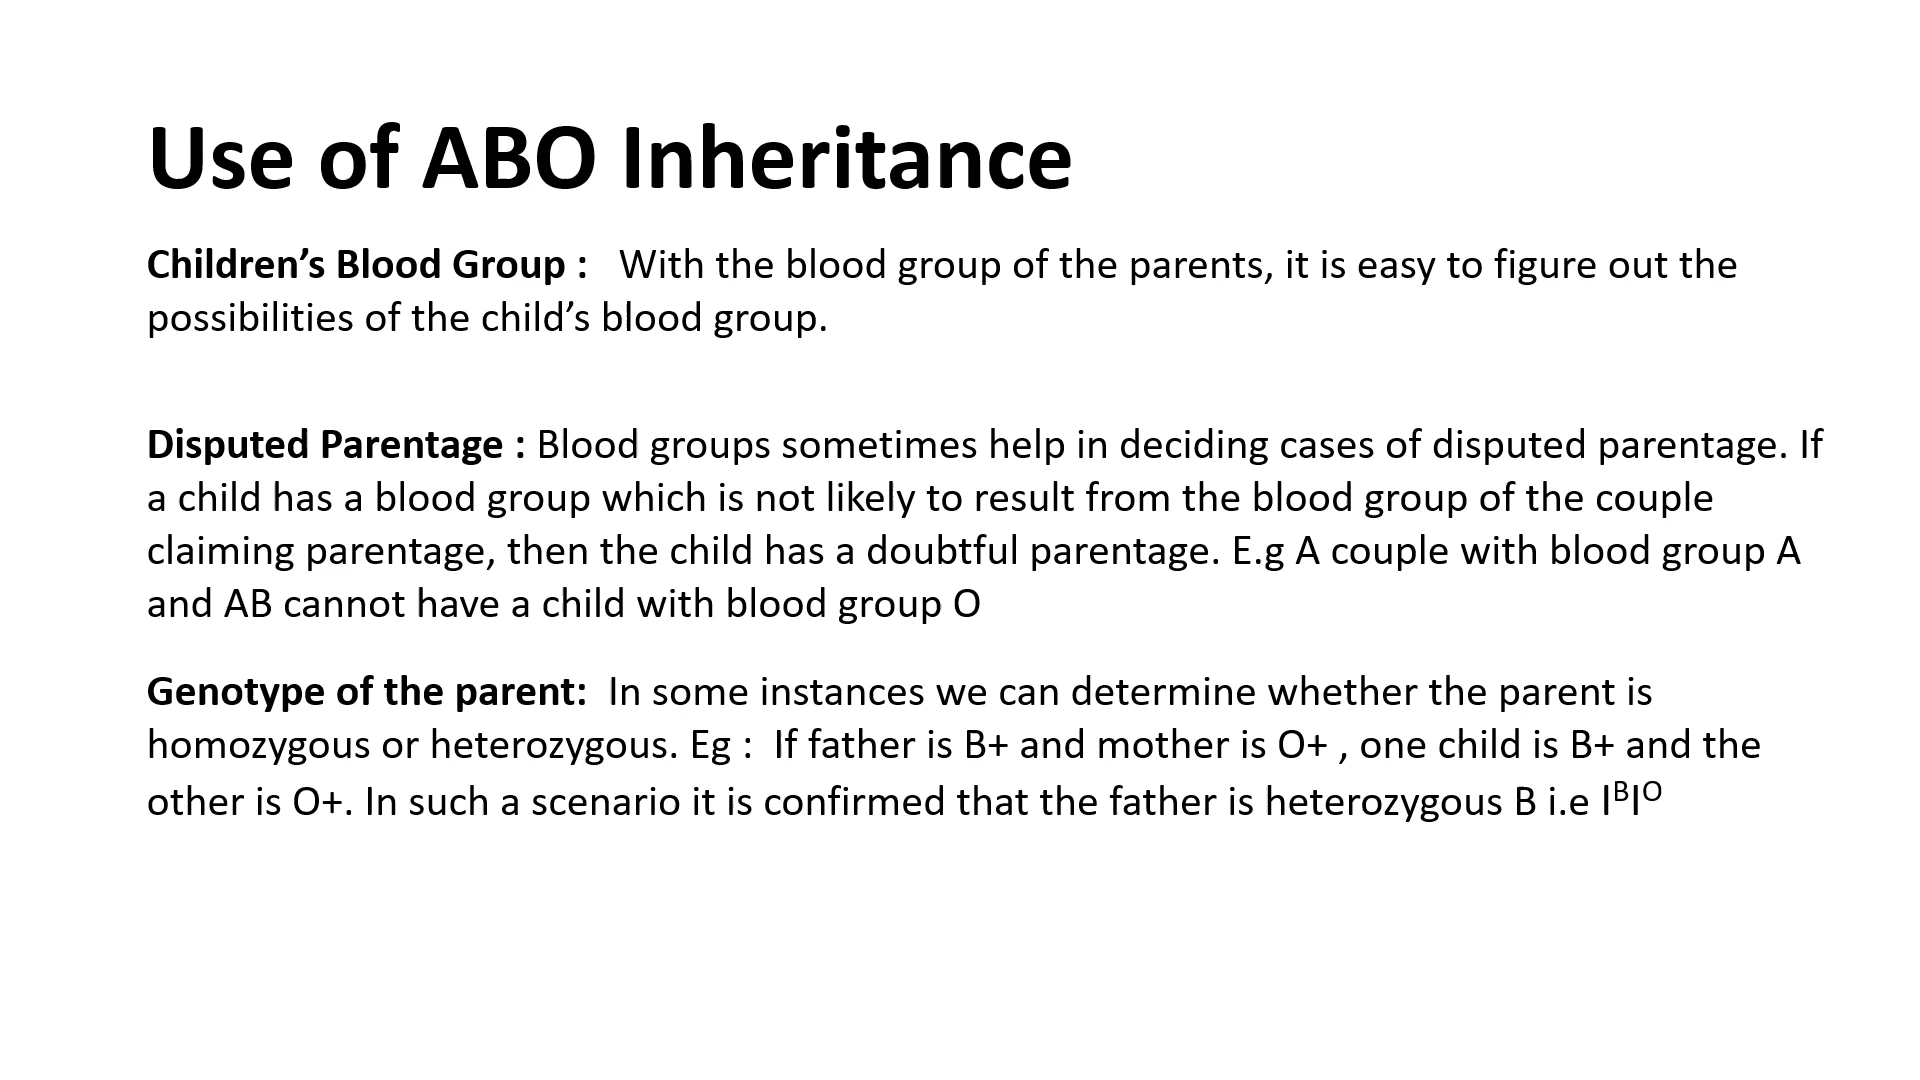 Use of ABO Inheritance
Children’s Blood Group :   With the blood group of the parents, it is easy to figure out the
possibilities of the child’s blood group.
Disputed Parentage : Blood groups sometimes help in deciding cases of disputed parentage. If
a child has a blood group which is not likely to result from the blood group of the couple
claiming parentage, then the child has a doubtful parentage. E.g A couple with blood group A
and AB cannot have a child with blood group O
Genotype of the parent:  In some instances we can determine whether the parent is
homozygous or heterozygous. Eg :  If father is B+ and mother is O+ , one child is B+ and the
other is O+. In such a scenario it is confirmed that the father is heterozygous B i.e IᴮIᴼ